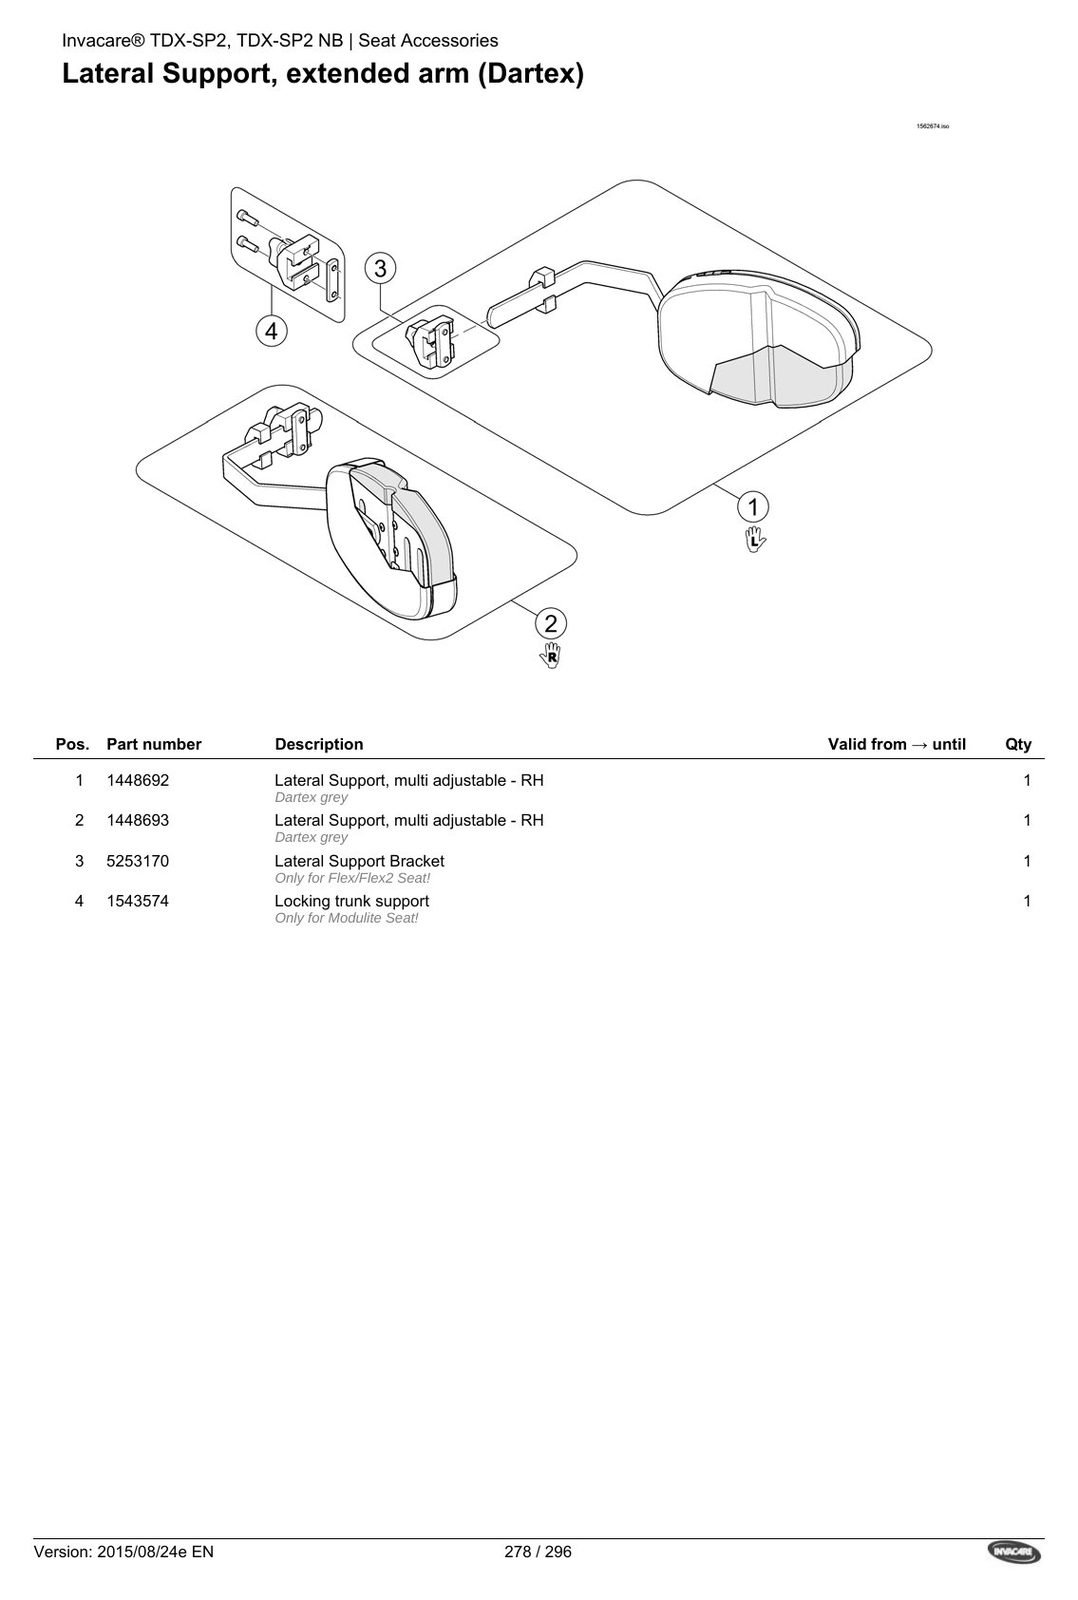 Invacare® TDX-SP2, TDX-SP2 NB | Seat Accessories
Lateral Support, extended arm (Dartex)
1562674.iso
3
4
1
L
2
R
Pos. Part number Description Valid from → until Qty
1 1448692 Lateral Support, multi adjustable - RH 1
Dartex grey
2 1448693 Lateral Support, multi adjustable - RH 1
Dartex grey
3 5253170 Lateral Support Bracket 1
Only for Flex/Flex2 Seat!
4 1543574 Locking trunk support 1
Only for Modulite Seat!
Version: 2015/08/24e EN 278 / 296 INVACARE